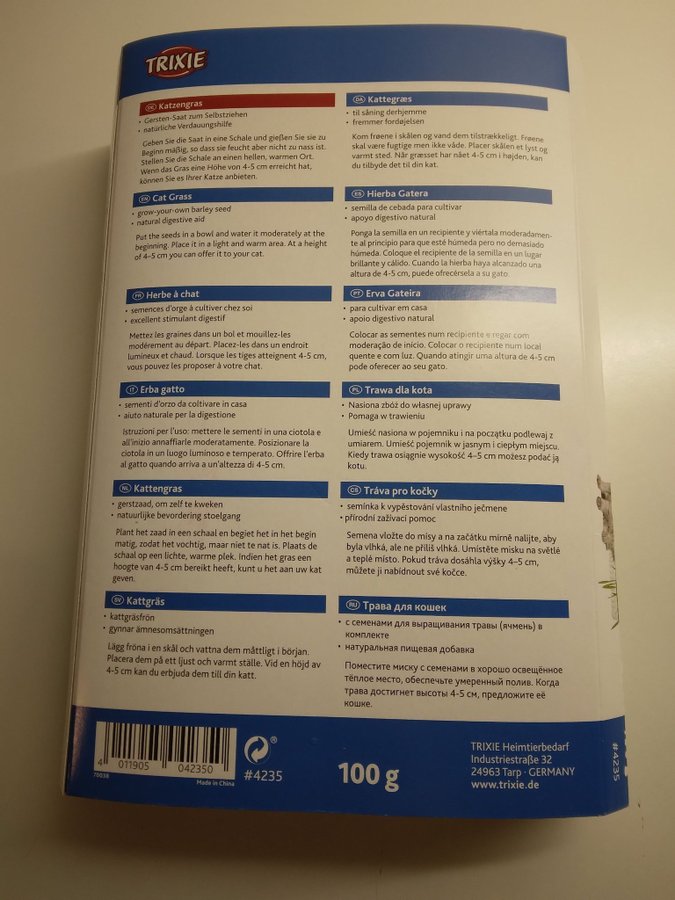 TRIXIE
DE Katzengras
• Gersten-Saat zum Selbstziehen
• natürliche Verdauungshilfe
Geben Sie die Saat in eine Schale und gießen Sie sie zu
Beginn mäßig, so dass sie feucht aber nicht zu nass ist.
Stellen Sie die Schale an einen hellen, warmen Ort.
Wenn das Gras eine Höhe von 4-5 cm erreicht hat,
können Sie es Ihrer Katze anbieten.
EN Cat Grass
• grow-your-own barley seed
• natural digestive aid
Put the seeds in a bowl and water it moderately at the
beginning. Place it in a light and warm area. At a height
of 4–5 cm you can offer it to your cat.
FR Herbe à chat
• semences d'orge à cultiver chez soi
• excellent stimulant digestif
Mettez les graines dans un bol et mouillez-les
modérément au départ. Placez-les dans un endroit
lumineux et chaud. Lorsque les tiges atteignent 4-5 cm,
vous pouvez les proposer à votre chat.
IT Erba gatto
• sementi d'orzo da coltivare in casa
• aiuto naturale per la digestione
Istruzioni per l'uso: mettere le sementi in una ciotola e
all'inizio annaffiarle moderatamente. Posizionare la
ciotola in un luogo luminoso e temperato. Offrire l'erba
al gatto quando arriva a un'altezza di 4-5 cm.
NL Kattengras
• gerstzaad, om zelf te kweken
• natuurlijke bevordering stoelgang
Plant het zaad in een schaal en begiet het in het begin
matig, zodat het vochtig, maar niet te nat is. Plaats de
schaal op een lichte, warme plek. Indien het gras een
hoogte van 4-5 cm bereikt heeft, kunt u het aan uw kat
geven.
SV Kattgräs
• kattgräsfrön
• gynnar ämnesomsättningen
Lägg fröna i en skål och vattna dem måttligt i början.
Placera dem på ett ljust och varmt ställe. Vid en höjd av
4-5 cm kan du erbjuda dem till din katt.
DA Kattegræs
• til såning derhjemme
• fremmer fordøjelsen
Kom frøene i skålen og vand dem tilstrækkeligt. Frøene
skal være fugtige men ikke våde. Placer skålen et lyst og
varmt sted. Når græsset har nået 4-5 cm i højden, kan
du tilbyde det til din kat.
ES Hierba Gatera
• semilla de cebada para cultivar
• apoyo digestivo natural
Ponga la semilla en un recipiente y viértala moderadamen-
te al principio para que esté húmeda pero no demasiado
húmeda. Coloque el recipiente de la semilla en un lugar
brillante y cálido. Cuando la hierba haya alcanzado una
altura de 4-5 cm, puede ofrecérsela a su gato.
PT Erva Gateira
• para cultivar em casa
• apoio digestivo natural
Colocar as sementes num recipiente e regar com
moderação de início. Colocar o recipiente num local
quente e com luz. Quando atingir uma altura de 4-5 cm
pode oferecer ao seu gato.
PL Trawa dla kota
• Nasiona zbóż do własnej uprawy
• Pomaga w trawieniu
Umieść nasiona w pojemniku i na początku podlewaj z
umiarem. Umieść pojemnik w jasnym i ciepłym miejscu.
Kiedy trawa osiągnie wysokość 4–5 cm możesz podać ją
kotu.
CS Tráva pro kočky
• semínka k vypěstování vlastního ječmene
• přírodní zažívací pomoc
Semena vložte do mísy a na začátku mírně nalijte, aby
byla vlhká, ale ne příliš vlhká. Umístěte misku na světlé
a teplé místo. Pokud tráva dosáhla výšky 4–5 cm,
můžete ji nabídnout své kočce.
RU Трава для кошек
• с семенами для выращивания травы (ячмень) в
комплекте
• натуральная пищевая добавка
Поместите миску с семенами в хорошо освещённое
тёплое место, обеспечьте умеренный полив. Когда
трава достигнет высоты 4-5 см, предложите её
кошке.
4 011905 042350
70038
Made in China
#4235
100 g
TRIXIE Heimtierbedarf
Industriestraße 32
24963 Tarp · GERMANY
www.trixie.de
#4235